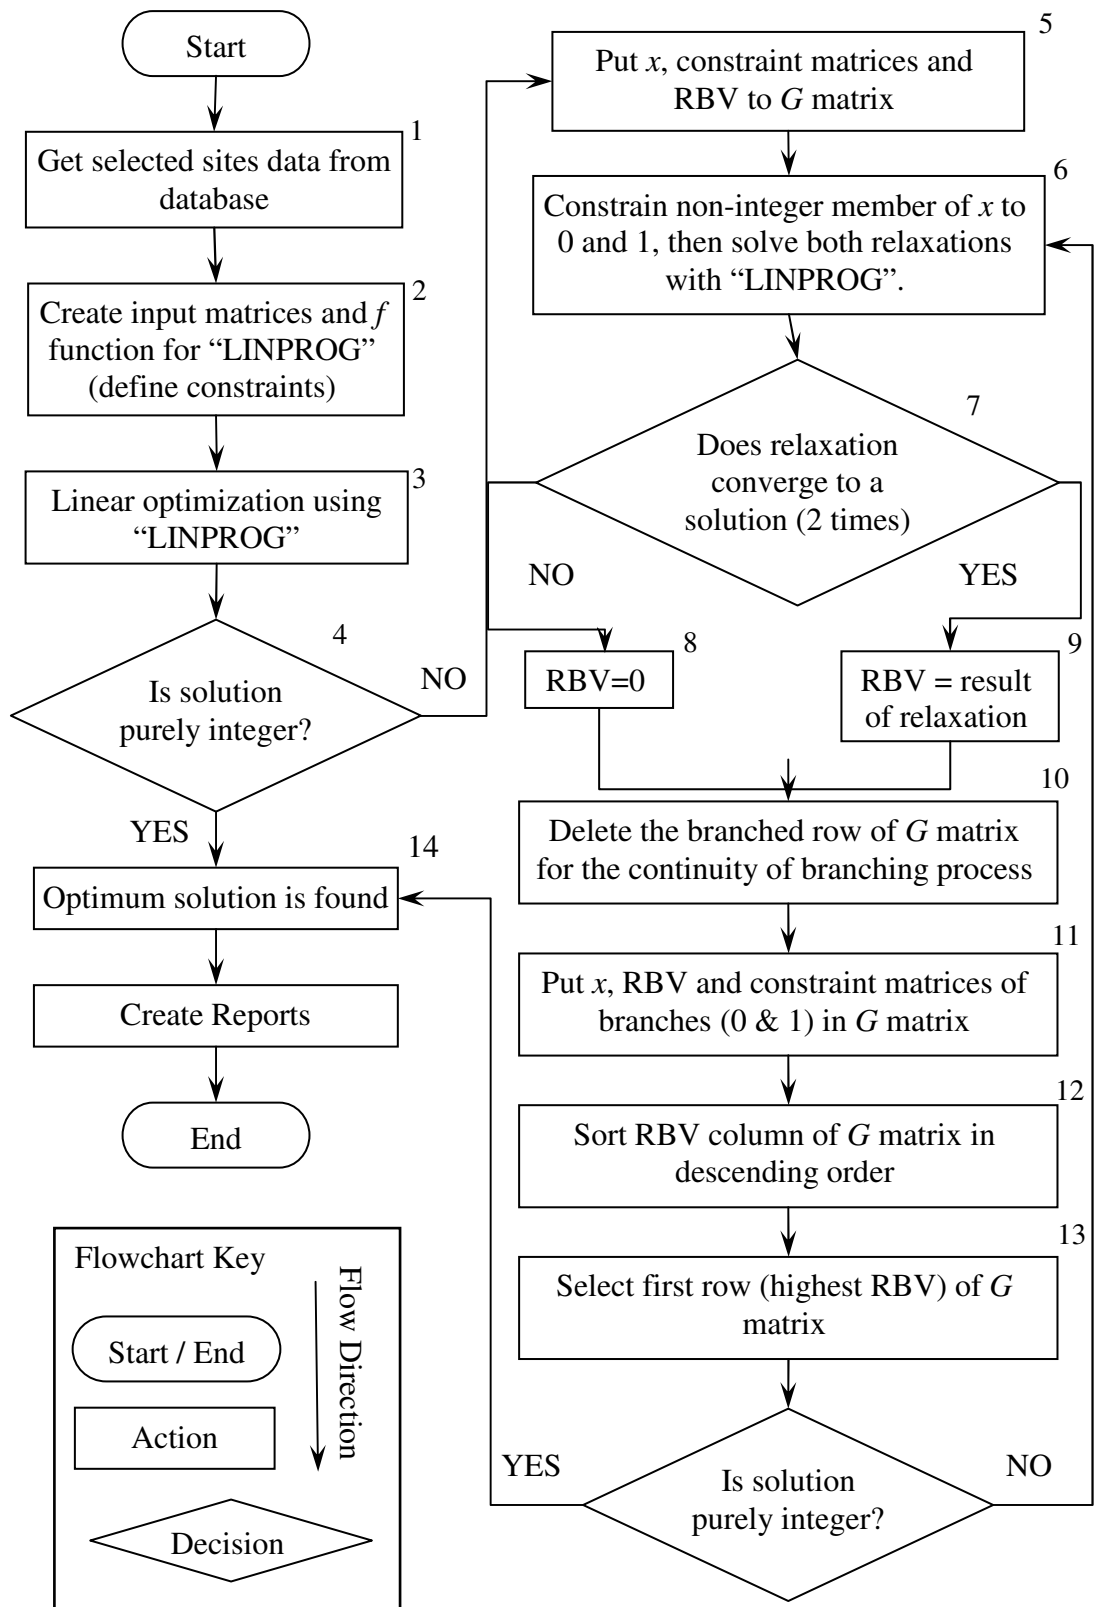 Start
1
Get selected sites data from
database
2
Create input matrices and f
function for “LINPROG”
(define constraints)
3
Linear optimization using
“LINPROG”
4
Is solution
purely integer?
NO
YES
14
Optimum solution is found
Create Reports
End
5
Put x, constraint matrices and
RBV to G matrix
6
Constrain non-integer member of x to
0 and 1, then solve both relaxations
with “LINPROG”.
7
Does relaxation
converge to a
solution (2 times)
NO
YES
8
RBV=0
9
RBV = result
of relaxation
10
Delete the branched row of G matrix
for the continuity of branching process
11
Put x, RBV and constraint matrices of
branches (0 & 1) in G matrix
12
Sort RBV column of G matrix in
descending order
13
Select first row (highest RBV) of G
matrix
YES
NO
Is solution
purely integer?
Flowchart Key
Flow Direction
Start / End
Action
Decision